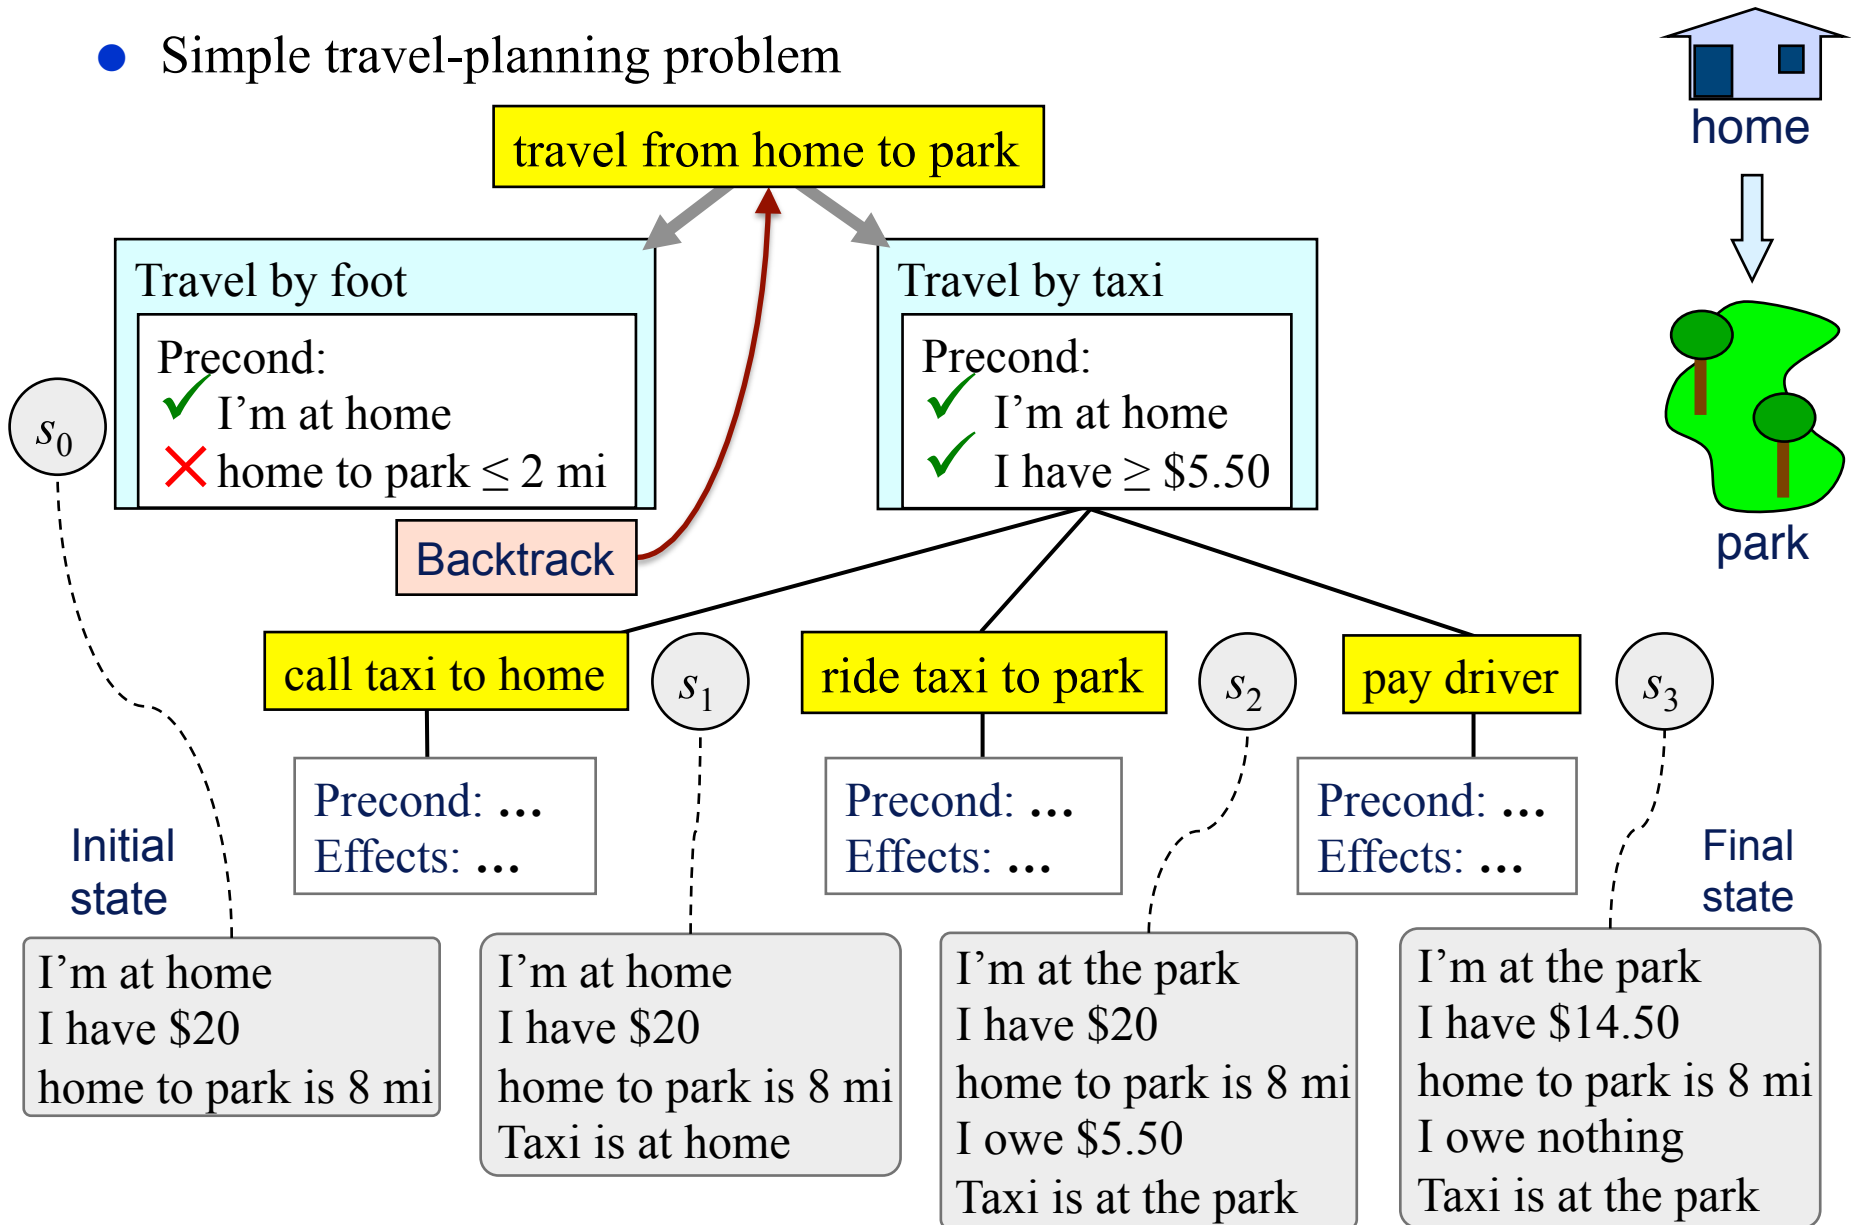 ● Simple travel-planning problem
home
travel from home to park
Travel by foot
Precond:
✓ I’m at home
✕ home to park ≤ 2 mi
Travel by taxi
Precond:
✓ I’m at home
✓ I have ≥ $5.50
park
Backtrack
s0
call taxi to home
s1
ride taxi to park
s2
pay driver
s3
Precond: ...
Effects: ...
Precond: ...
Effects: ...
Precond: ...
Effects: ...
Initial
state
Final
state
I’m at home
I have $20
home to park is 8 mi
I’m at home
I have $20
home to park is 8 mi
Taxi is at home
I’m at the park
I have $20
home to park is 8 mi
I owe $5.50
Taxi is at the park
I’m at the park
I have $14.50
home to park is 8 mi
I owe nothing
Taxi is at the park